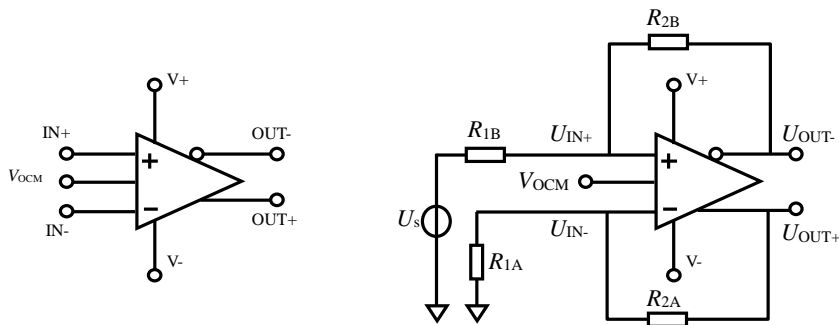 V+
IN+
OUT-
+
VOCM
−
OUT+
IN-
V-
R2B
V+
R1B
UIN+
UOUT-
+
VOCM
−
Us
UIN-
UOUT+
R1A
V-
R2A